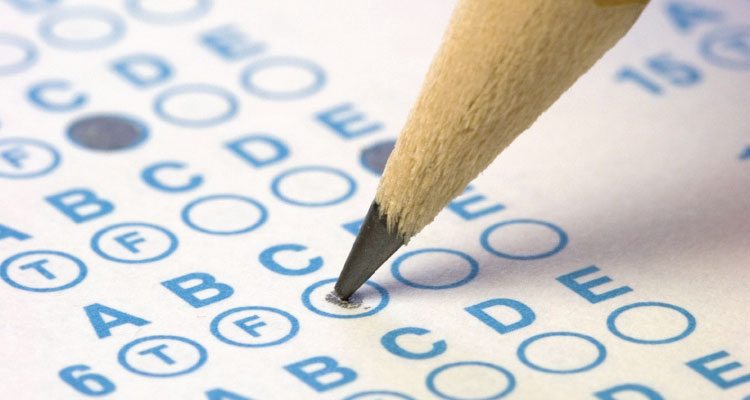 C D E
F
A B C D E
T F
A B C D E
6 T F
A B C D E
D E
A
15